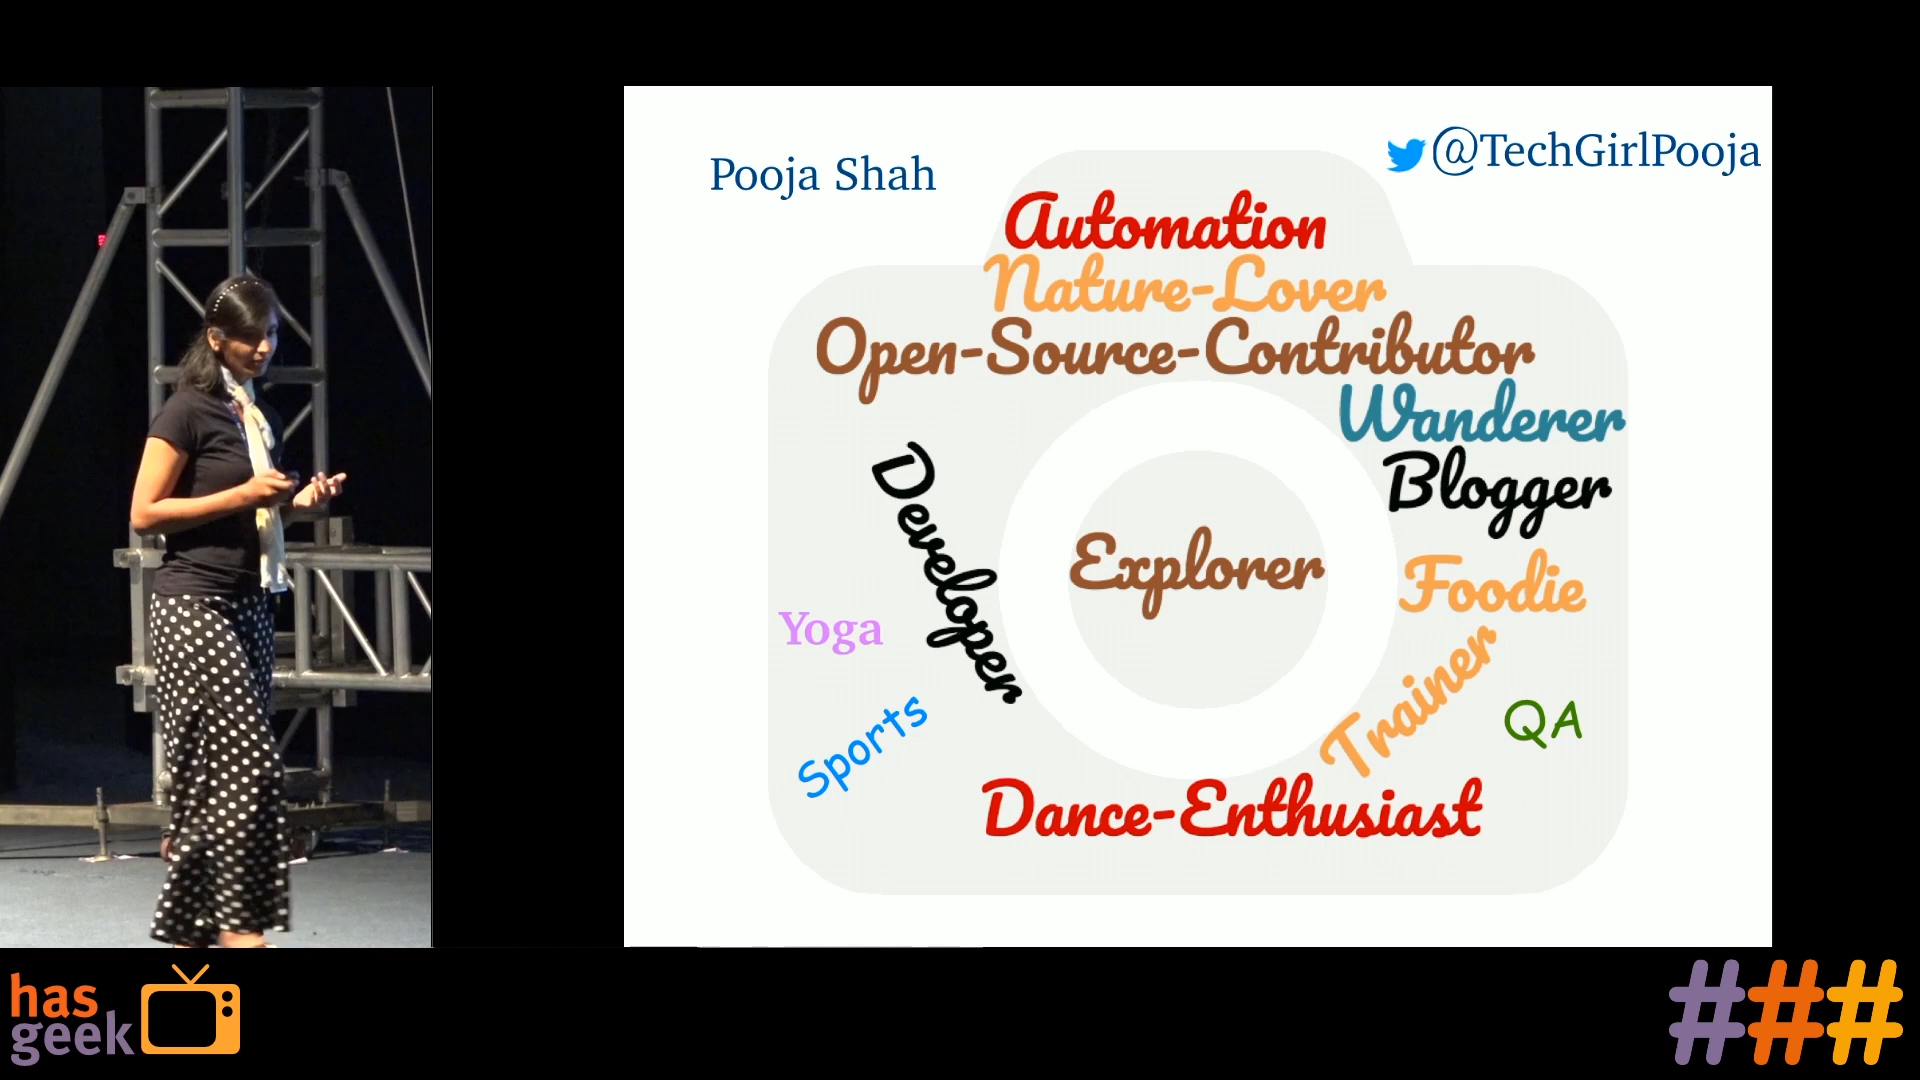 Pooja Shah
@TechGirlPooja
Automation
Nature-Lover
Open-Source-Contributor
Wanderer
Blogger
Developer
Explorer
Foodie
Yoga
Trainer
Sports
QA
Dance-Enthusiast
has
geek
###